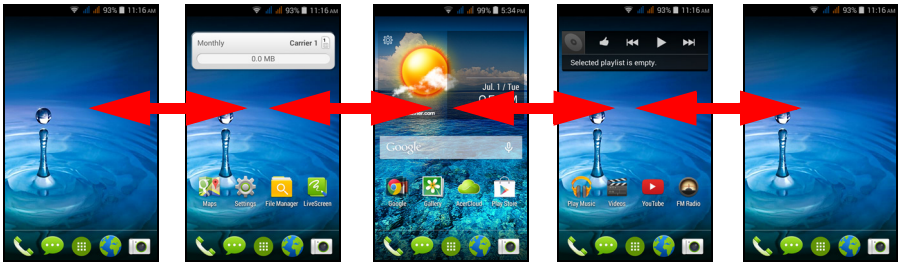 93% 11:16 AM
93% 11:16 AM
Monthly Carrier 1 1
0.0 MB
Maps Settings File Manager LiveScreen
99% 5:34 PM
Jul. 1 / Tue
Google
Google Gallery AcerCloud Play Store
93% 11:16 AM
Selected playlist is empty.
Play Music Videos YouTube FM Radio
93% 11:16 AM